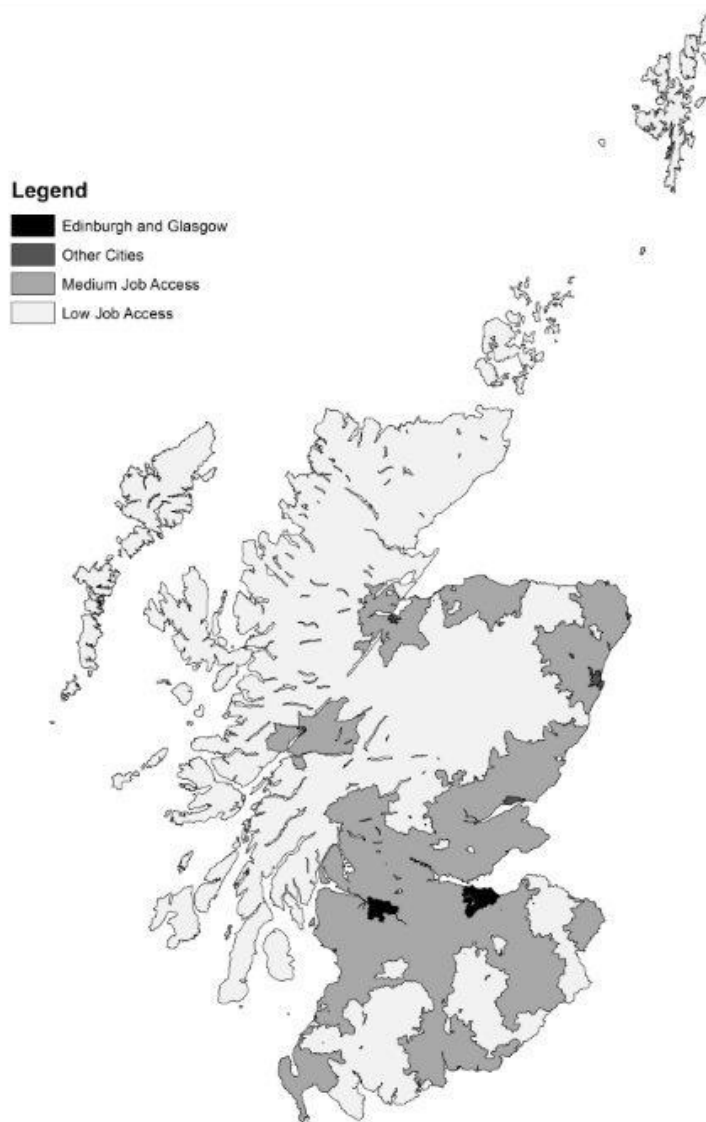 Legend
Edinburgh and Glasgow
Other Cities
Medium Job Access
Low Job Access